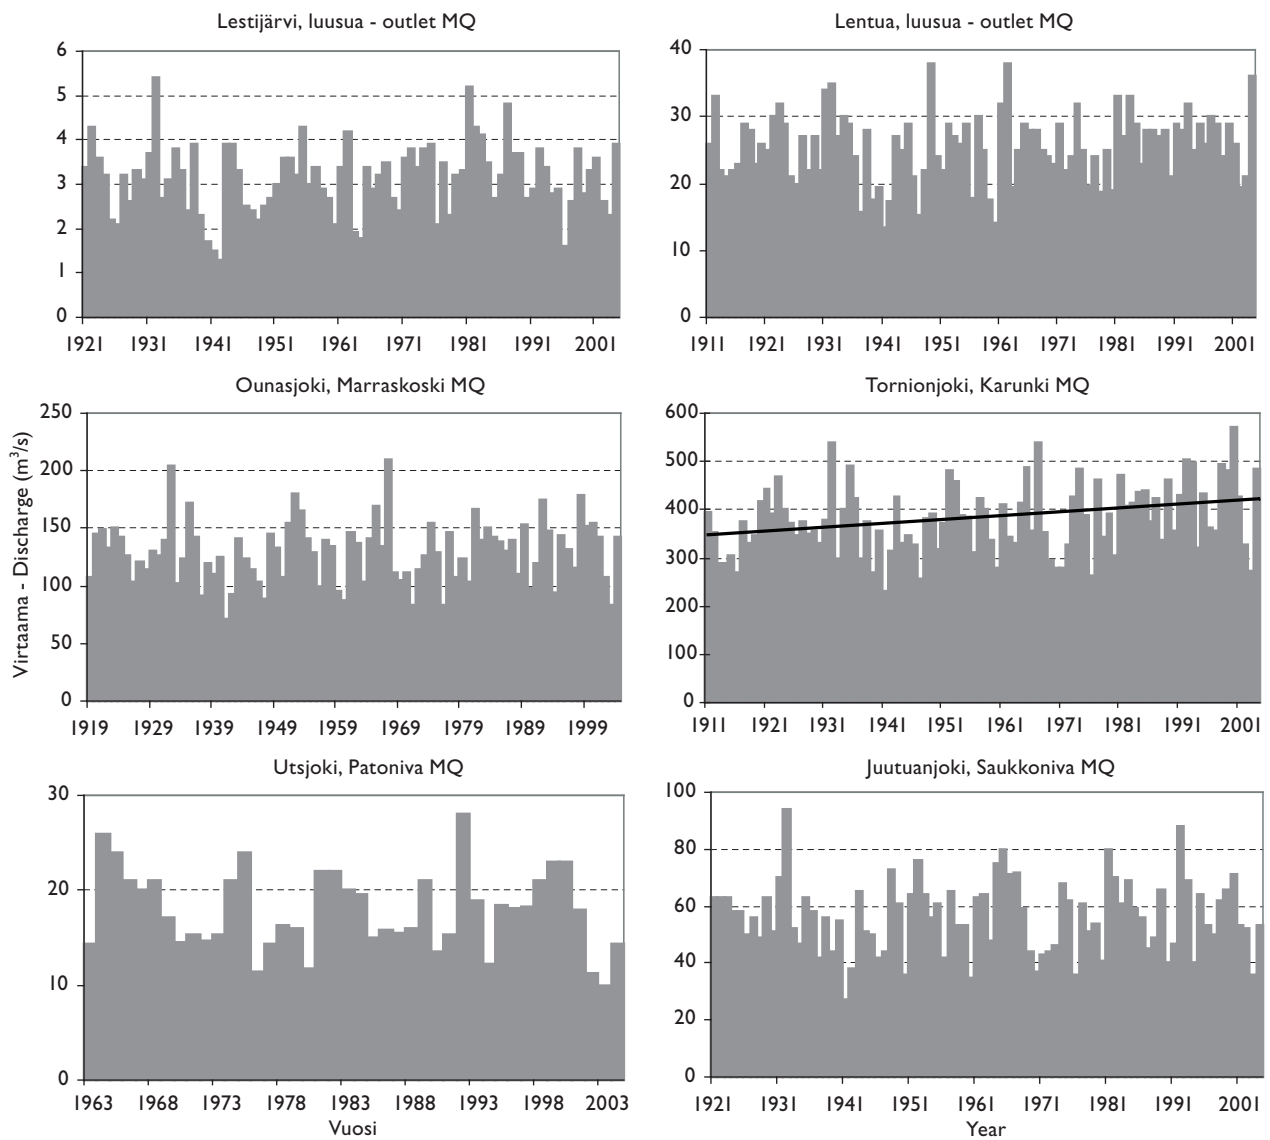 Lestijärvi, luusua - outlet MQ
6
5
4
3
2
1
0
1921 1931 1941 1951 1961 1971 1981 1991 2001
Lentua, luusua - outlet MQ
40
30
20
10
0
1911 1921 1931 1941 1951 1961 1971 1981 1991 2001
Virtaama - Discharge (m³/s)
Ounasjoki, Marraskoski MQ
250
200
150
100
50
0
1919 1929 1939 1949 1959 1969 1979 1989 1999
Tornionjoki, Karunki MQ
600
500
400
300
200
100
0
1911 1921 1931 1941 1951 1961 1971 1981 1991 2001
Utsjoki, Patoniva MQ
30
20
10
0
1963 1968 1973 1978 1983 1988 1993 1998 2003
Vuosi
Juutuanjoki, Saukkoniva MQ
100
80
60
40
20
0
1921 1931 1941 1951 1961 1971 1981 1991 2001
Year